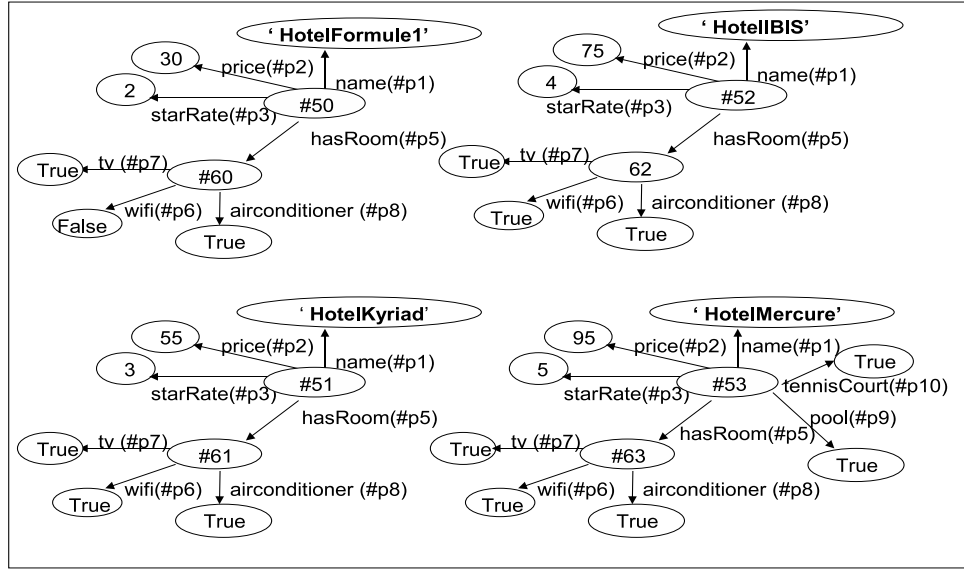 ‘ HotelFormule1’
30
price(#p2)
name(#p1)
2
#50
starRate(#p3)
hasRoom(#p5)
True
tv (#p7)
#60
wifi(#p6)
airconditioner (#p8)
False
True
‘ HotelIBIS’
75
price(#p2)
name(#p1)
4
#52
starRate(#p3)
hasRoom(#p5)
True
tv (#p7)
62
wifi(#p6)
airconditioner (#p8)
True
True
‘ HotelKyriad’
55
price(#p2)
name(#p1)
3
#51
starRate(#p3)
hasRoom(#p5)
True
tv (#p7)
#61
wifi(#p6)
airconditioner (#p8)
True
True
‘ HotelMercure’
95
price(#p2)
name(#p1)
True
5
#53
tennisCourt(#p10)
starRate(#p3)
pool(#p9)
hasRoom(#p5)
True
tv (#p7)
#63
True
wifi(#p6)
airconditioner (#p8)
True
True